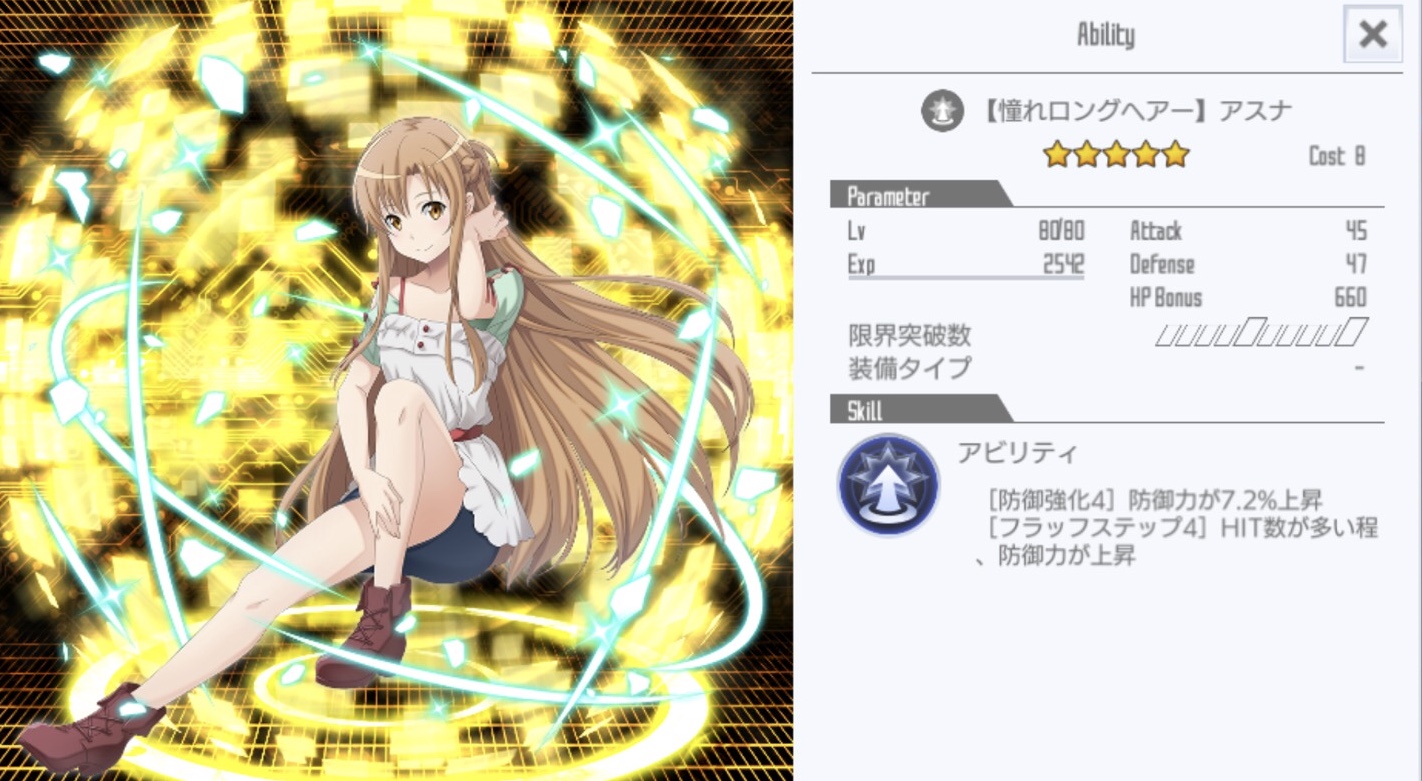 Ability
【憧れロングヘアー】アスナ
Cost 8
Parameter
Lv 80/80 Attack 45
Exp 2542 Defense 47
HP Bonus 660
限界突破数
装備タイプ -
Skill
アビリティ
［防御強化4］防御力が7.2%上昇
［フラッフステップ4］HIT数が多い程
、防御力が上昇